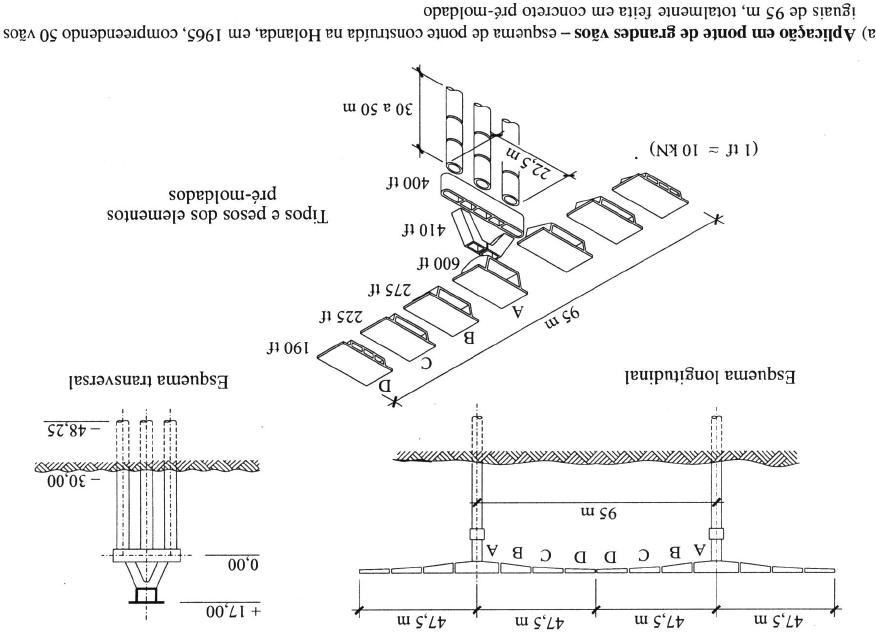 47,5 m 47,5 m 47,5 m 47,5 m
A B C D D C B A
95 m
Esquema longitudinal
+ 17,00
0,00
– 30,00
– 48,25
Esquema transversal
D
C
B
A
190 tf
225 tf
275 tf
600 tf
410 tf
400 tf
95 m
22,5 m
30 a 50 m
Tipos e pesos dos elementos
pré-moldados
(1 tf ≈ 10 kN)
a) Aplicação em ponte de grandes vãos – esquema de ponte construída na Holanda, em 1965, compreendendo 50 vãos
iguais de 95 m, totalmente feita em concreto pré-moldado